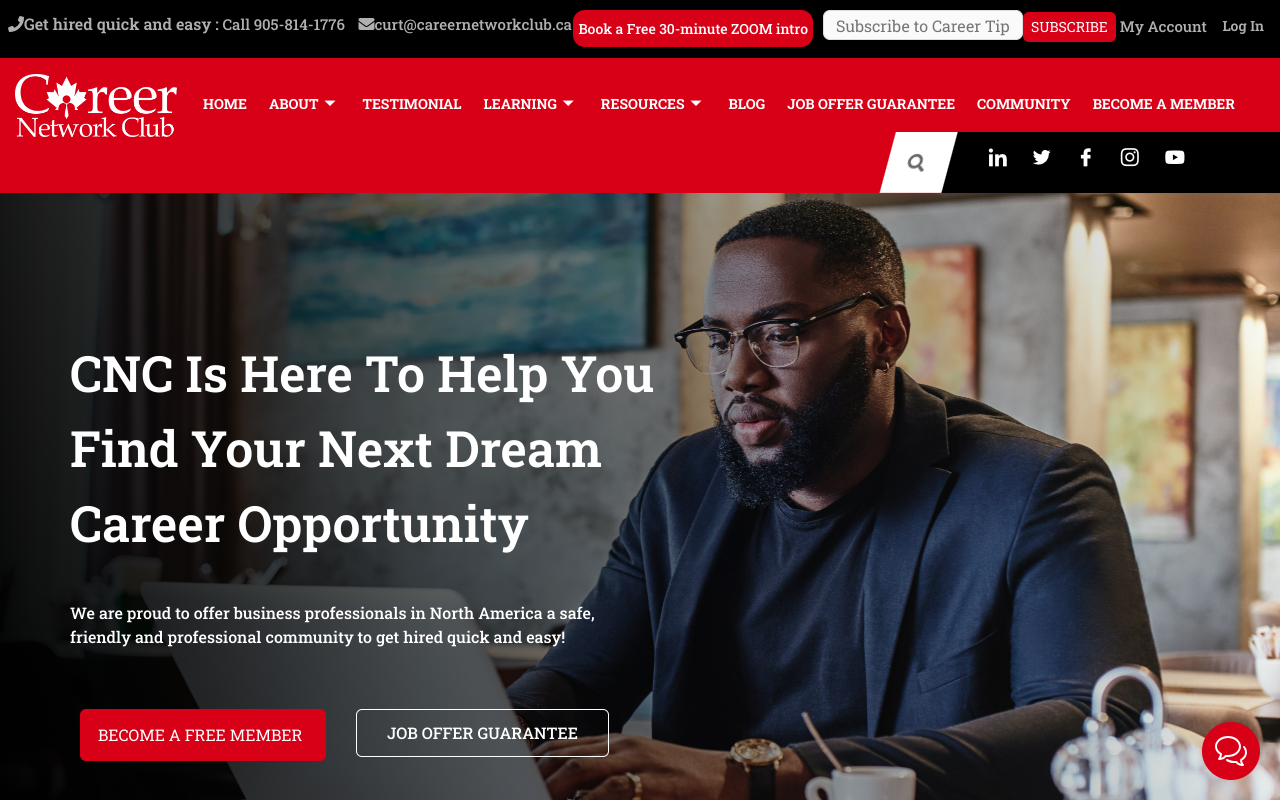 Get hired quick and easy : Call 905-814-1776
curt@careernetworkclub.ca
Book a Free 30-minute ZOOM intro
Subscribe to Career Tip
SUBSCRIBE
My Account
Log In
Career
Network Club
HOME
ABOUT
TESTIMONIAL
LEARNING
RESOURCES
BLOG
JOB OFFER GUARANTEE
COMMUNITY
BECOME A MEMBER
CNC Is Here To Help You
Find Your Next Dream
Career Opportunity
We are proud to offer business professionals in North America a safe,
friendly and professional community to get hired quick and easy!
BECOME A FREE MEMBER
JOB OFFER GUARANTEE